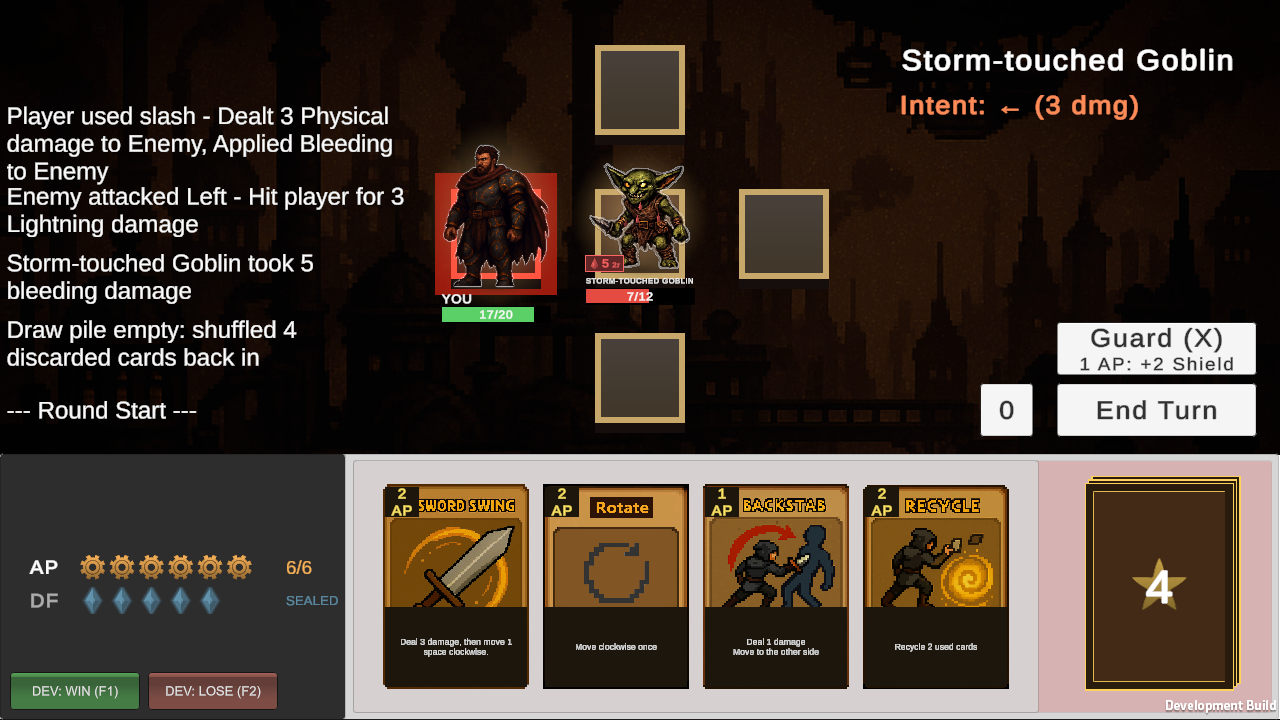 Storm-touched Goblin
Intent: ← (3 dmg)
Player used slash - Dealt 3 Physical
damage to Enemy, Applied Bleeding
to Enemy
Enemy attacked Left - Hit player for 3
Lightning damage
Storm-touched Goblin took 5
bleeding damage
Draw pile empty: shuffled 4
discarded cards back in
--- Round Start ---
5 2r
STORM-TOUCHED GOBLIN
7/12
YOU
17/20
Guard (X)
1 AP: +2 Shield
0
End Turn
AP
6/6
DF
SEALED
DEV: WIN (F1)
DEV: LOSE (F2)
2
AP
SWORD SWING
Deal 3 damage, then move 1
space clockwise.
2
AP
Rotate
Move clockwise once
1
AP
BACKSTAB
Deal 1 damage
Move to the other side
2
AP
RECYCLE
Recycle 2 used cards
4
Development Build